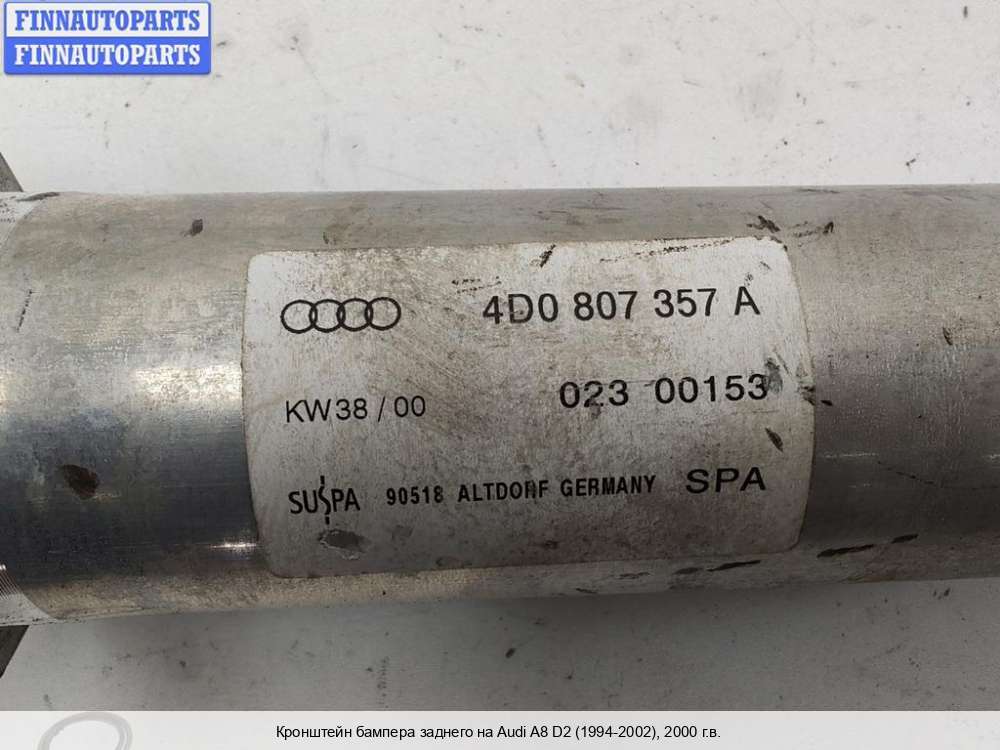 FINNAUTOPARTS
FINNAUTOPARTS
4D0 807 357 A
KW38 / 00 023 00153
SUSPA 90518 ALTDORF GERMANY SPA
Кронштейн бампера заднего на Audi A8 D2 (1994-2002), 2000 г.в.